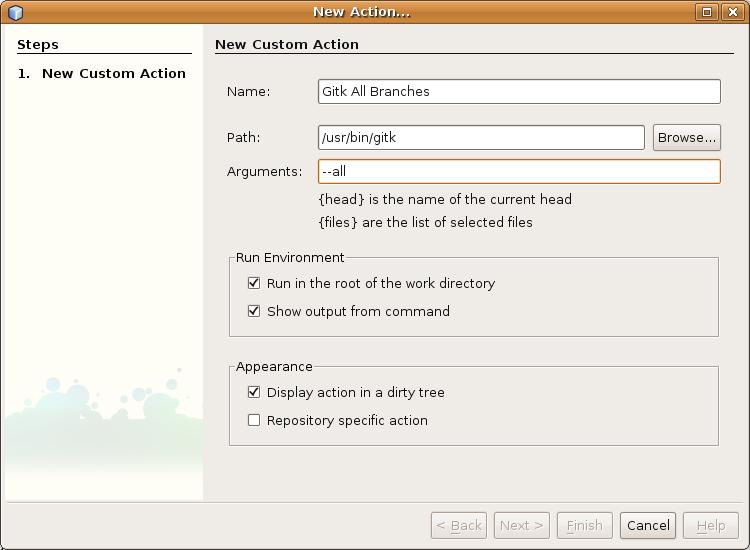 New Action...
Steps
1. New Custom Action
New Custom Action
Name: Gitk All Branches
Path: /usr/bin/gitk Browse...
Arguments: --all
{head} is the name of the current head
{files} are the list of selected files
Run Environment
Run in the root of the work directory
Show output from command
Appearance
Display action in a dirty tree
Repository specific action
< Back Next > Finish Cancel Help